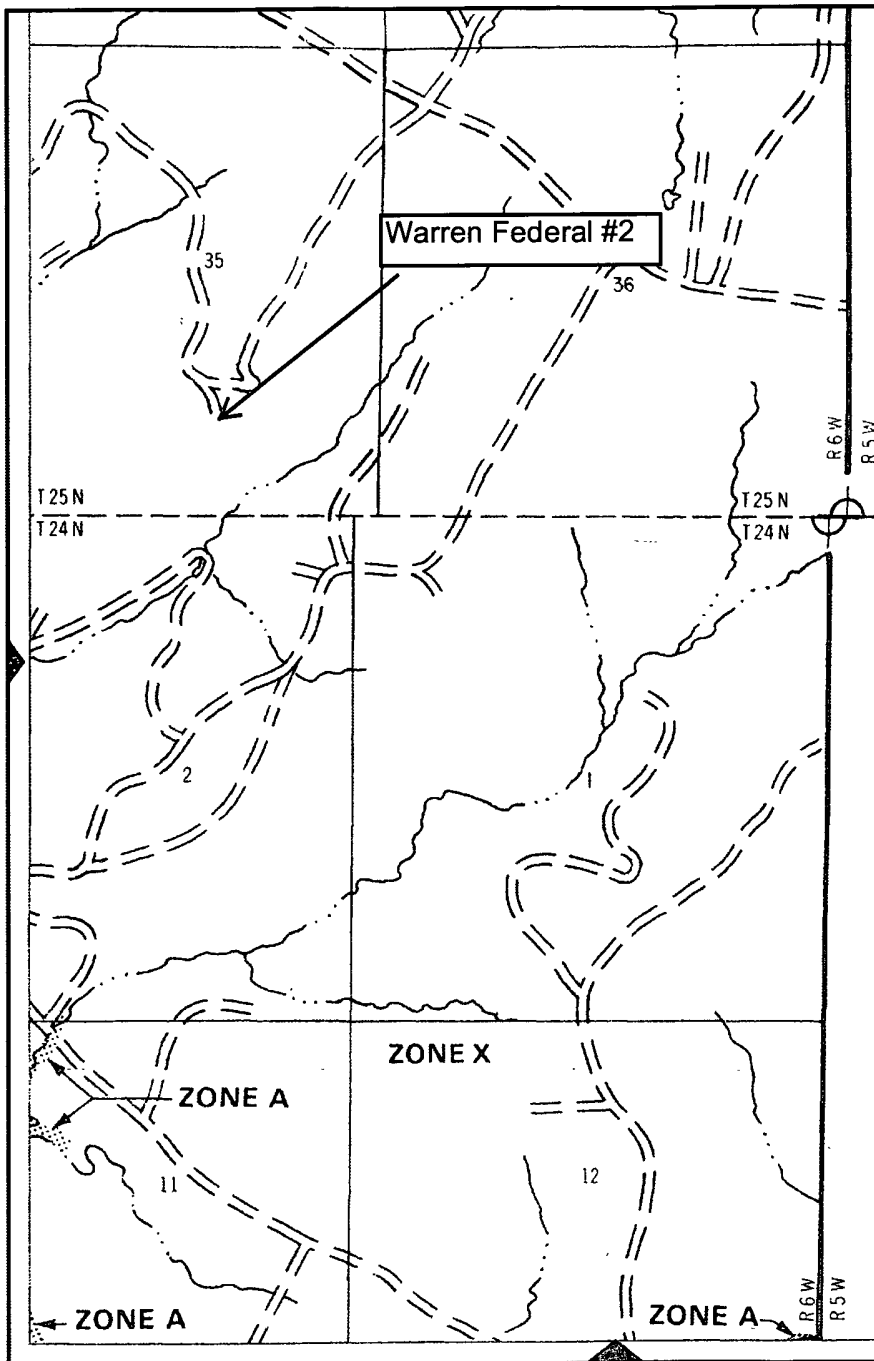 35
Warren Federal #2
36
R6W
R5W
T25N
T25N
T24N
T24N
2
1
ZONE X
ZONE A
11
12
ZONE A
ZONE A
R6W
R5W